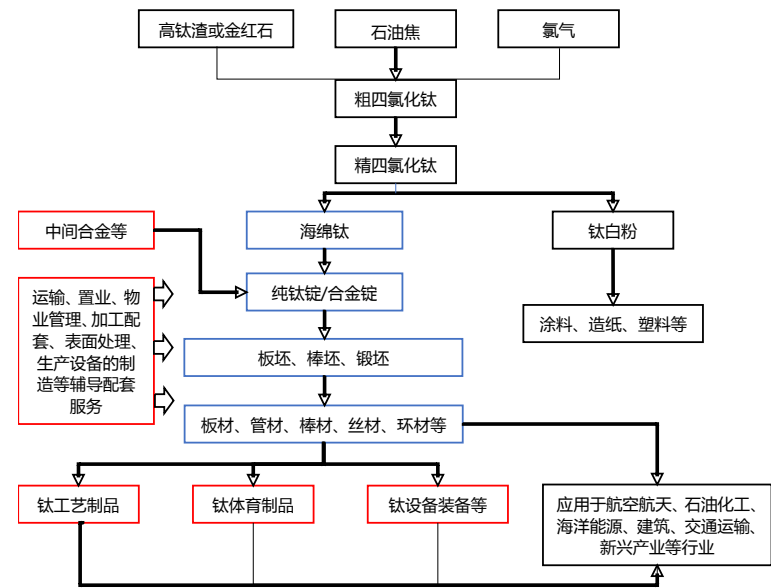 高钛渣或金红石
石油焦
氯气
粗四氯化钛
精四氯化钛
中间合金等
海绵钛
钛白粉
运输、置业、物
业管理、加工配
套、表面处理、
生产设备的制
造等辅导配套
服务
纯钛锭/合金锭
涂料、造纸、塑料等
板坯、棒坯、锻坯
板材、管材、棒材、丝材、环材等
钛工艺制品
钛体育制品
钛设备装备等
应用于航空航天、石油化工、
海洋能源、建筑、交通运输、
新兴产业等行业